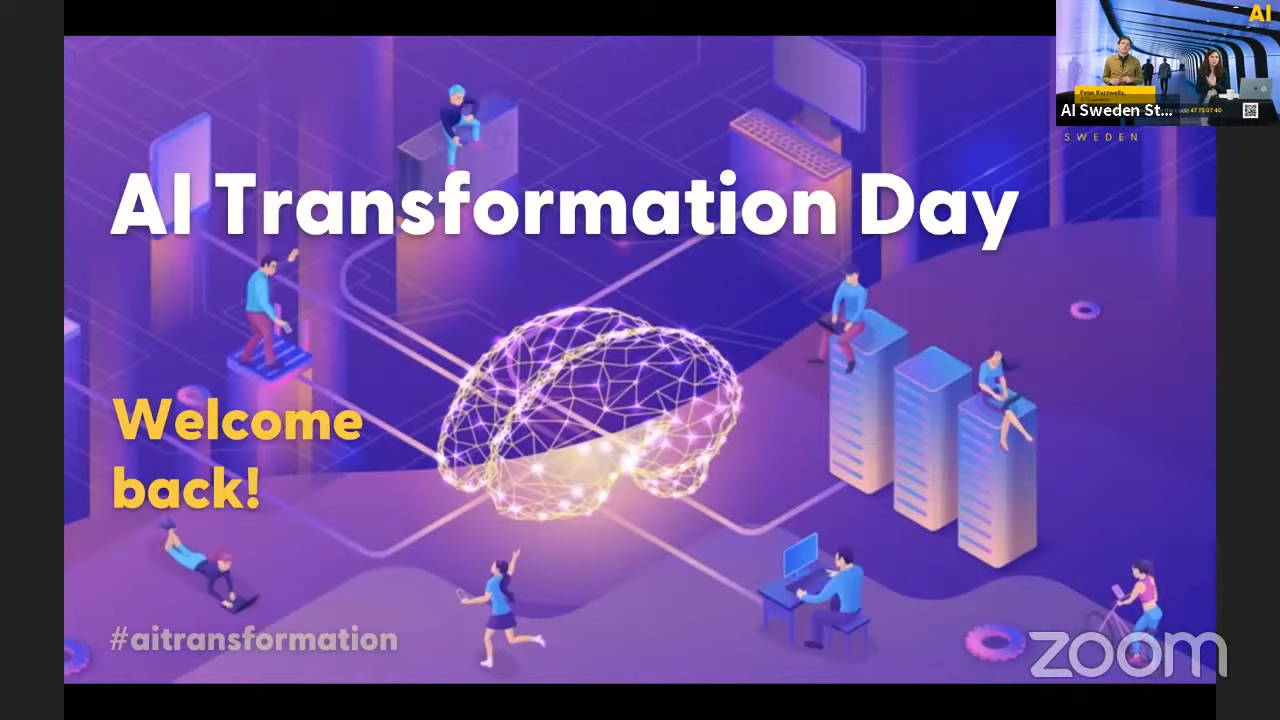 AI
AI Sweden St...
SWEDEN
AI Transformation Day
Welcome
back!
#aitransformation
zoom